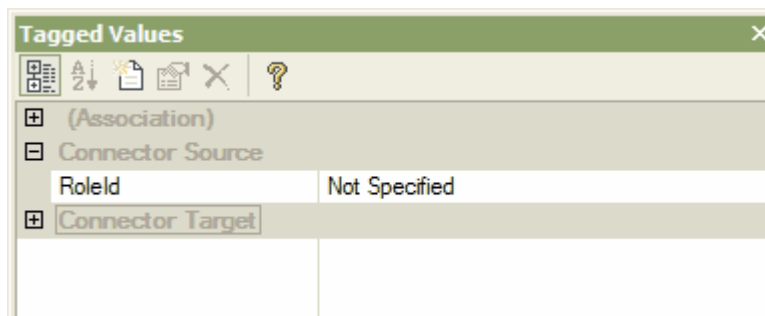 Tagged Values
(Association)
Connector Source
RoleId Not Specified
Connector Target